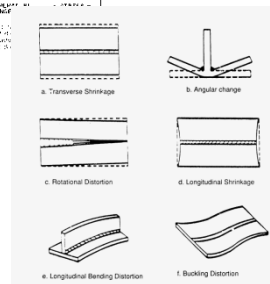 a. Transverse Shrinkage
b. Angular change
c. Rotational Distortion
d. Longitudinal Shrinkage
e. Longitudinal Bending Distortion
f. Buckling Distortion